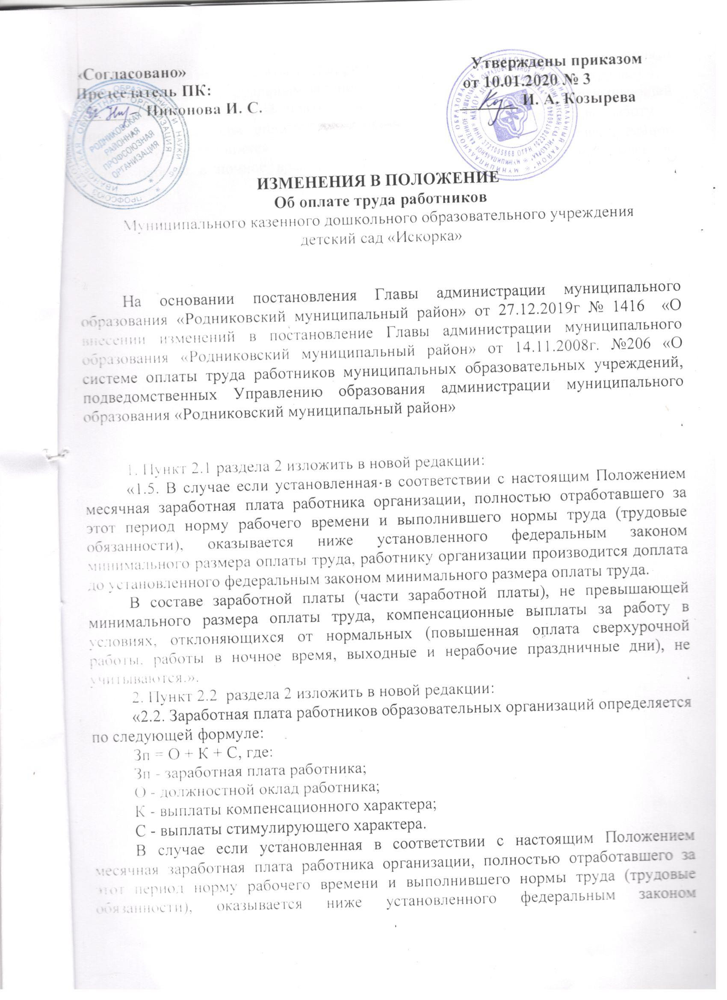 «Согласовано»
Председатель ПК:
Никонова И. С.
Утверждены приказом
от 10.01.2020 № 3
И. А. Козырева
РОДНИКОВСКАЯ
РАЙОННАЯ
ПРОФСОЮЗНАЯ
ОРГАНИЗАЦИЯ
ИЗМЕНЕНИЯ В ПОЛОЖЕНИЕ
Об оплате труда работников
Муниципального казенного дошкольного образовательного учреждения
детский сад «Искорка»
На основании постановления Главы администрации муниципального
образования «Родниковский муниципальный район» от 27.12.2019г № 1416 «О
внесении изменений в постановление Главы администрации муниципального
образования «Родниковский муниципальный район» от 14.11.2008г. №206 «О
системе оплаты труда работников муниципальных образовательных учреждений,
подведомственных Управлению образования администрации муниципального
образования «Родниковский муниципальный район»
1. Пункт 2.1 раздела 2 изложить в новой редакции:
«1.5. В случае если установленная в соответствии с настоящим Положением
месячная заработная плата работника организации, полностью отработавшего за
этот период норму рабочего времени и выполнившего нормы труда (трудовые
обязанности), оказывается ниже установленного федеральным законом
минимального размера оплаты труда, работнику организации производится доплата
до установленного федеральным законом минимального размера оплаты труда.
В составе заработной платы (части заработной платы), не превышающей
минимального размера оплаты труда, компенсационные выплаты за работу в
условиях, отклоняющихся от нормальных (повышенная оплата сверхурочной
работы, работы в ночное время, выходные и нерабочие праздничные дни), не
учитываются.».
2. Пункт 2.2 раздела 2 изложить в новой редакции:
«2.2. Заработная плата работников образовательных организаций определяется
по следующей формуле:
Зп = О + К + С, где:
Зп - заработная плата работника;
О - должностной оклад работника;
К - выплаты компенсационного характера;
С - выплаты стимулирующего характера.
В случае если установленная в соответствии с настоящим Положением
месячная заработная плата работника организации, полностью отработавшего за
этот период норму рабочего времени и выполнившего нормы труда (трудовые
обязанности), оказывается ниже установленного федеральным законом